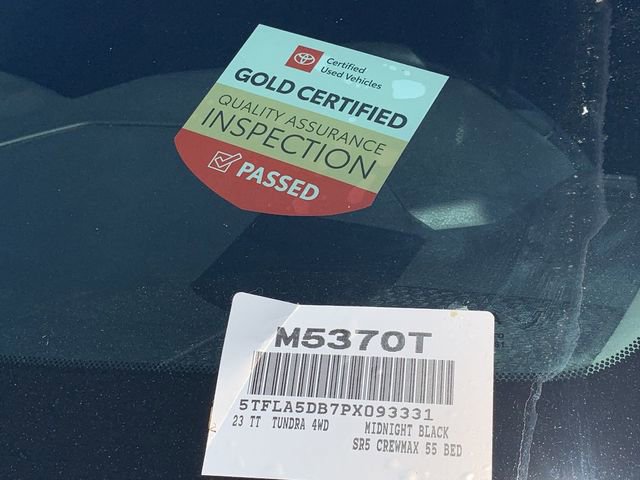 Certified
Used Vehicles
GOLD CERTIFIED
QUALITY ASSURANCE
INSPECTION
PASSED
M5370T
5TFLA5DB7PX093331
23 TT TUNDRA 4WD MIDNIGHT BLACK
SR5 CREWMAX 55 BED